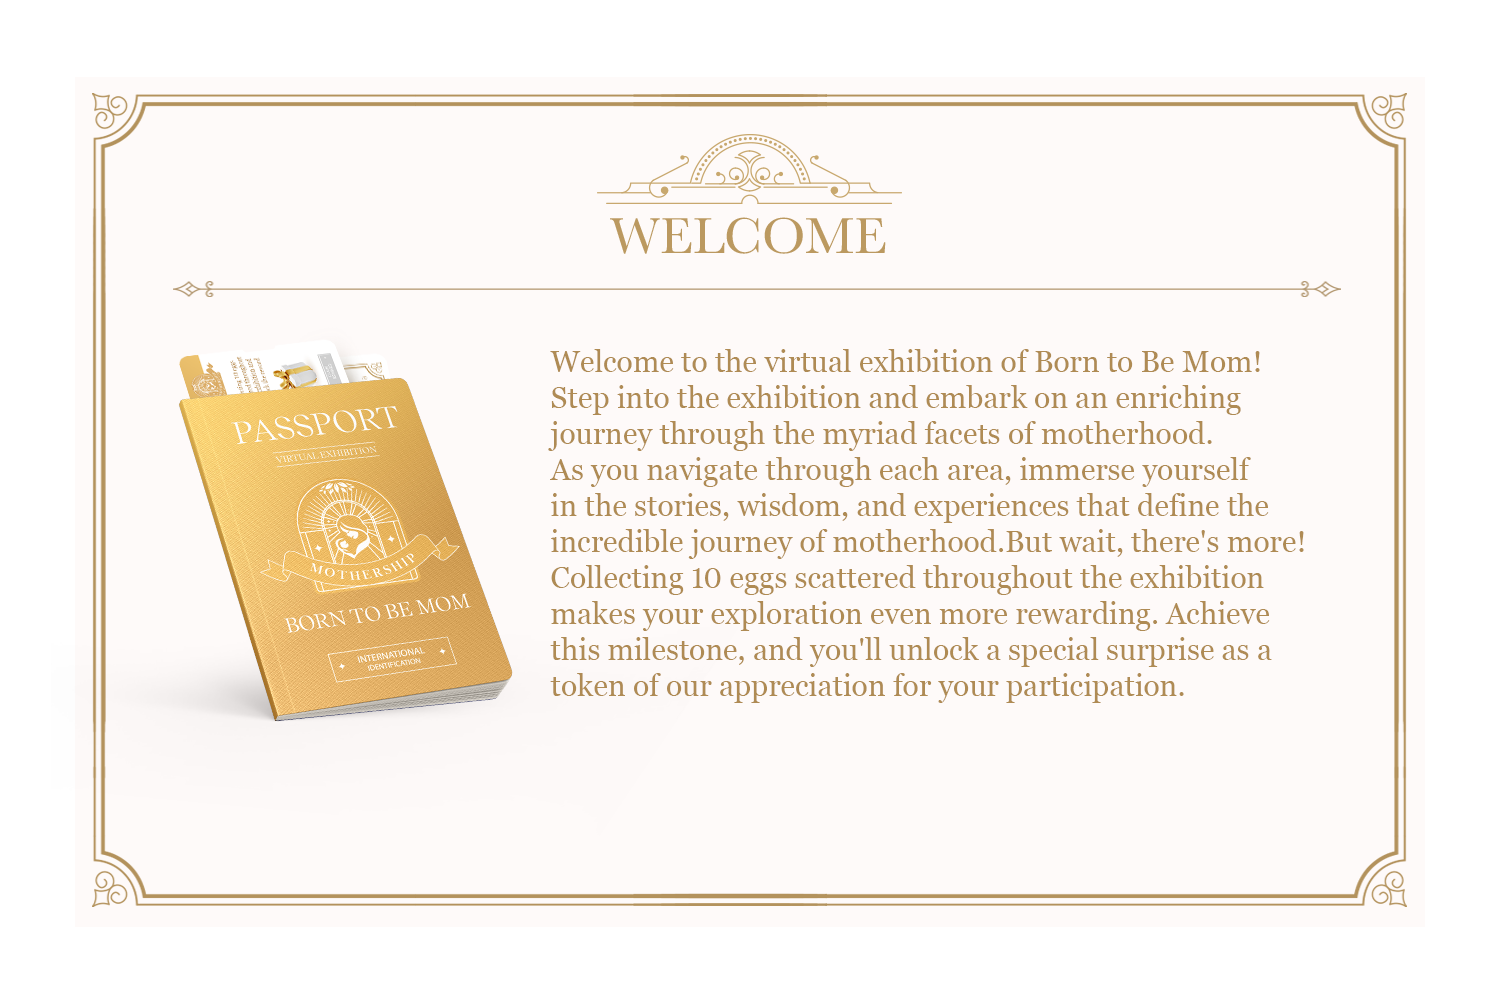 WELCOME
Welcome to the virtual exhibition of Born to Be Mom!
Step into the exhibition and embark on an enriching
journey through the myriad facets of motherhood.
As you navigate through each area, immerse yourself
in the stories, wisdom, and experiences that define the
incredible journey of motherhood.But wait, there's more!
Collecting 10 eggs scattered throughout the exhibition
makes your exploration even more rewarding. Achieve
this milestone, and you'll unlock a special surprise as a
token of our appreciation for your participation.
PASSPORT
VIRTUAL EXHIBITION
MOTHERSHIP
BORN TO BE MOM
INTERNATIONAL
IDENTIFICATION